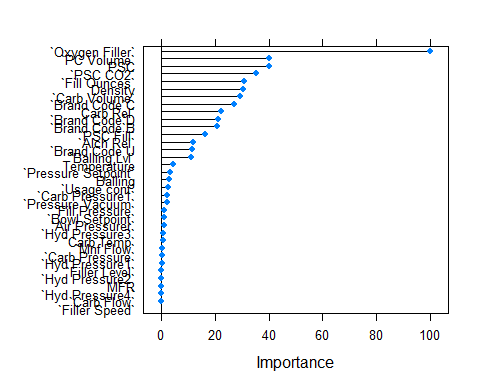 `Oxygen Filler`
`PC Volume`
PSC
`PSC CO2`
`Fill Ounces`
Density
`Carb Volume`
`Brand Code C`
`Carb Rel`
`Brand Code D`
`Brand Code B`
`PSC Fill`
`Alch Rel`
`Brand Code U`
`Balling Lvl`
Temperature
`Pressure Setpoint`
Balling
`Usage cont`
`Carb Pressure1`
`Pressure Vacuum`
`Fill Pressure`
`Bowl Setpoint`
`Air Pressurer`
`Hyd Pressure3`
`Carb Temp`
`Mnf Flow`
`Carb Pressure`
`Hyd Pressure1`
`Filler Level`
`Hyd Pressure2`
MFR
`Hyd Pressure4`
`Carb Flow`
`Filler Speed`
0 20 40 60 80 100
Importance